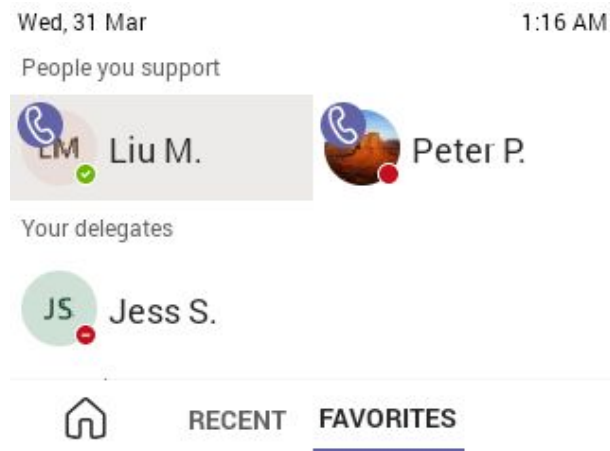 Wed, 31 Mar 1:16 AM
People you support
LM Liu M. Peter P.
Your delegates
JS Jess S.
RECENT FAVORITES